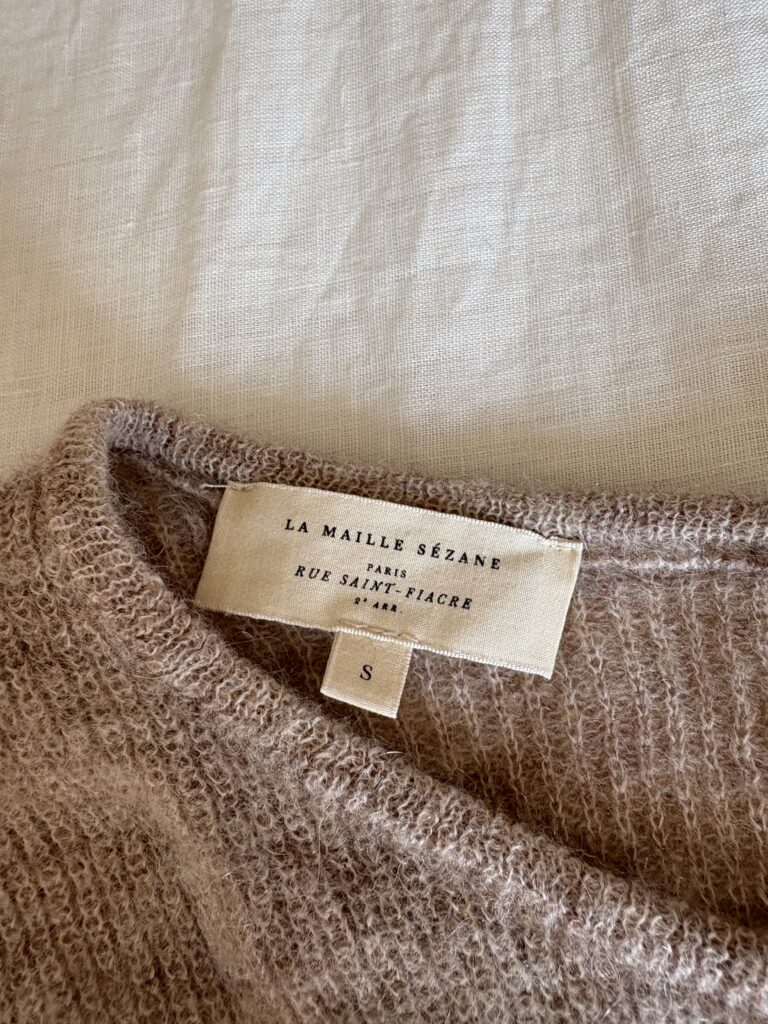 LA MAILLE SÉZANE
PARIS
RUE SAINT-FIACRE
2ᵉ ARR
S